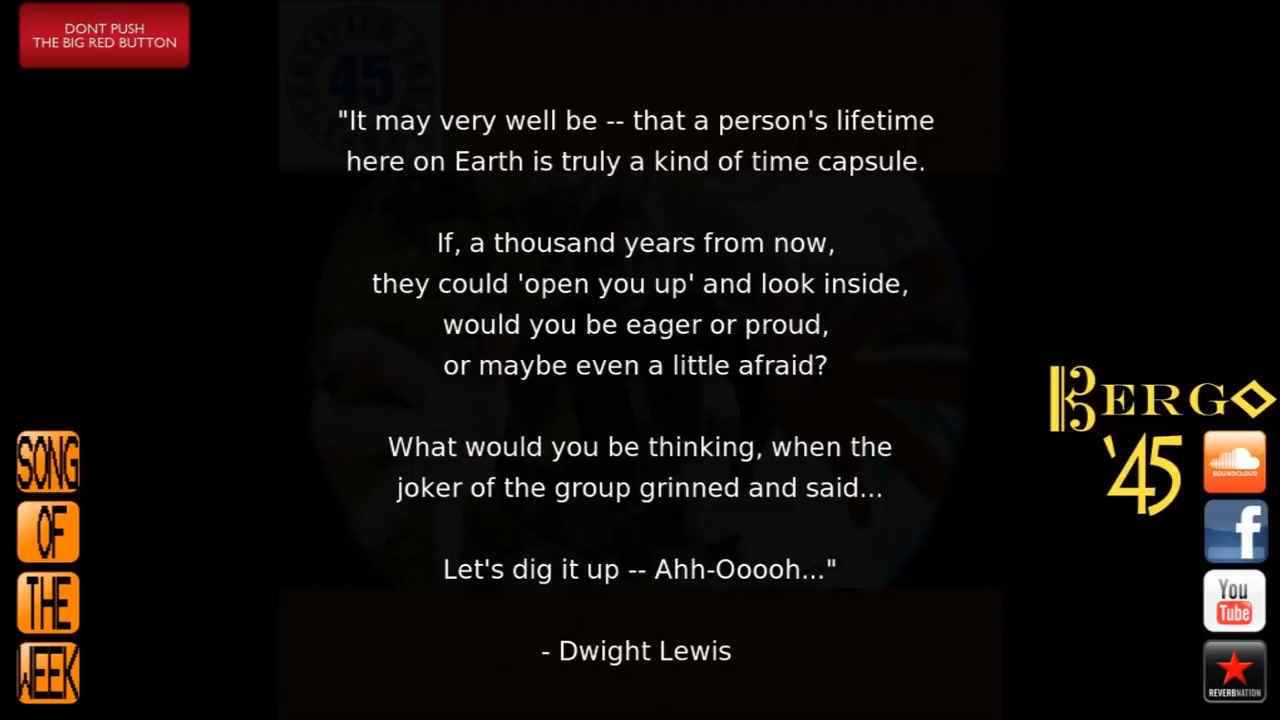 DONT PUSH
THE BIG RED BUTTON
45
"It may very well be -- that a person's lifetime
here on Earth is truly a kind of time capsule.
If, a thousand years from now,
they could 'open you up' and look inside,
would you be eager or proud,
or maybe even a little afraid?
What would you be thinking, when the
joker of the group grinned and said...
Let's dig it up -- Ahh-Ooooh..."
- Dwight Lewis
SONG
OF
THE
WEEK
BERGO
'45
SOUNDCLOUD
f
You
Tube
REVERBNATION